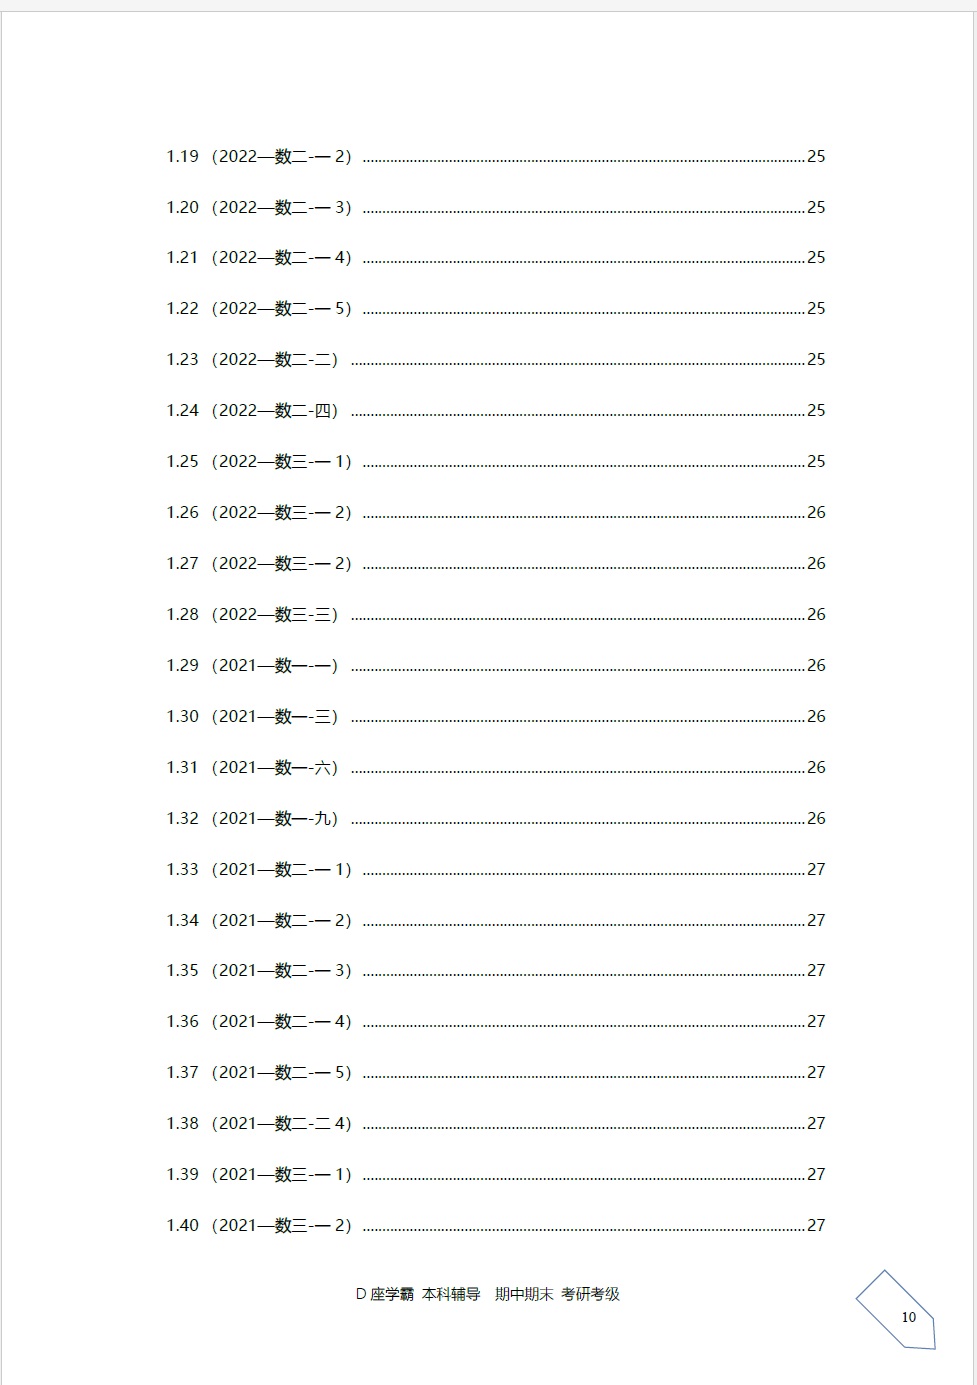 1.19（2022—数二-一 2）25
1.20（2022—数二-一 3）25
1.21（2022—数二-一 4）25
1.22（2022—数二-一 5）25
1.23（2022—数二-二）25
1.24（2022—数二-四）25
1.25（2022—数三-一 1）25
1.26（2022—数三-一 2）26
1.27（2022—数三-一 2）26
1.28（2022—数三-三）26
1.29（2021—数一-一）26
1.30（2021—数一-三）26
1.31（2021—数一-六）26
1.32（2021—数一-九）26
1.33（2021—数二-一 1）27
1.34（2021—数二-一 2）27
1.35（2021—数二-一 3）27
1.36（2021—数二-一 4）27
1.37（2021—数二-一 5）27
1.38（2021—数二-二 4）27
1.39（2021—数三-一 1）27
1.40（2021—数三-一 2）27
D 座学霸 本科辅导 期中期末 考研考级
10